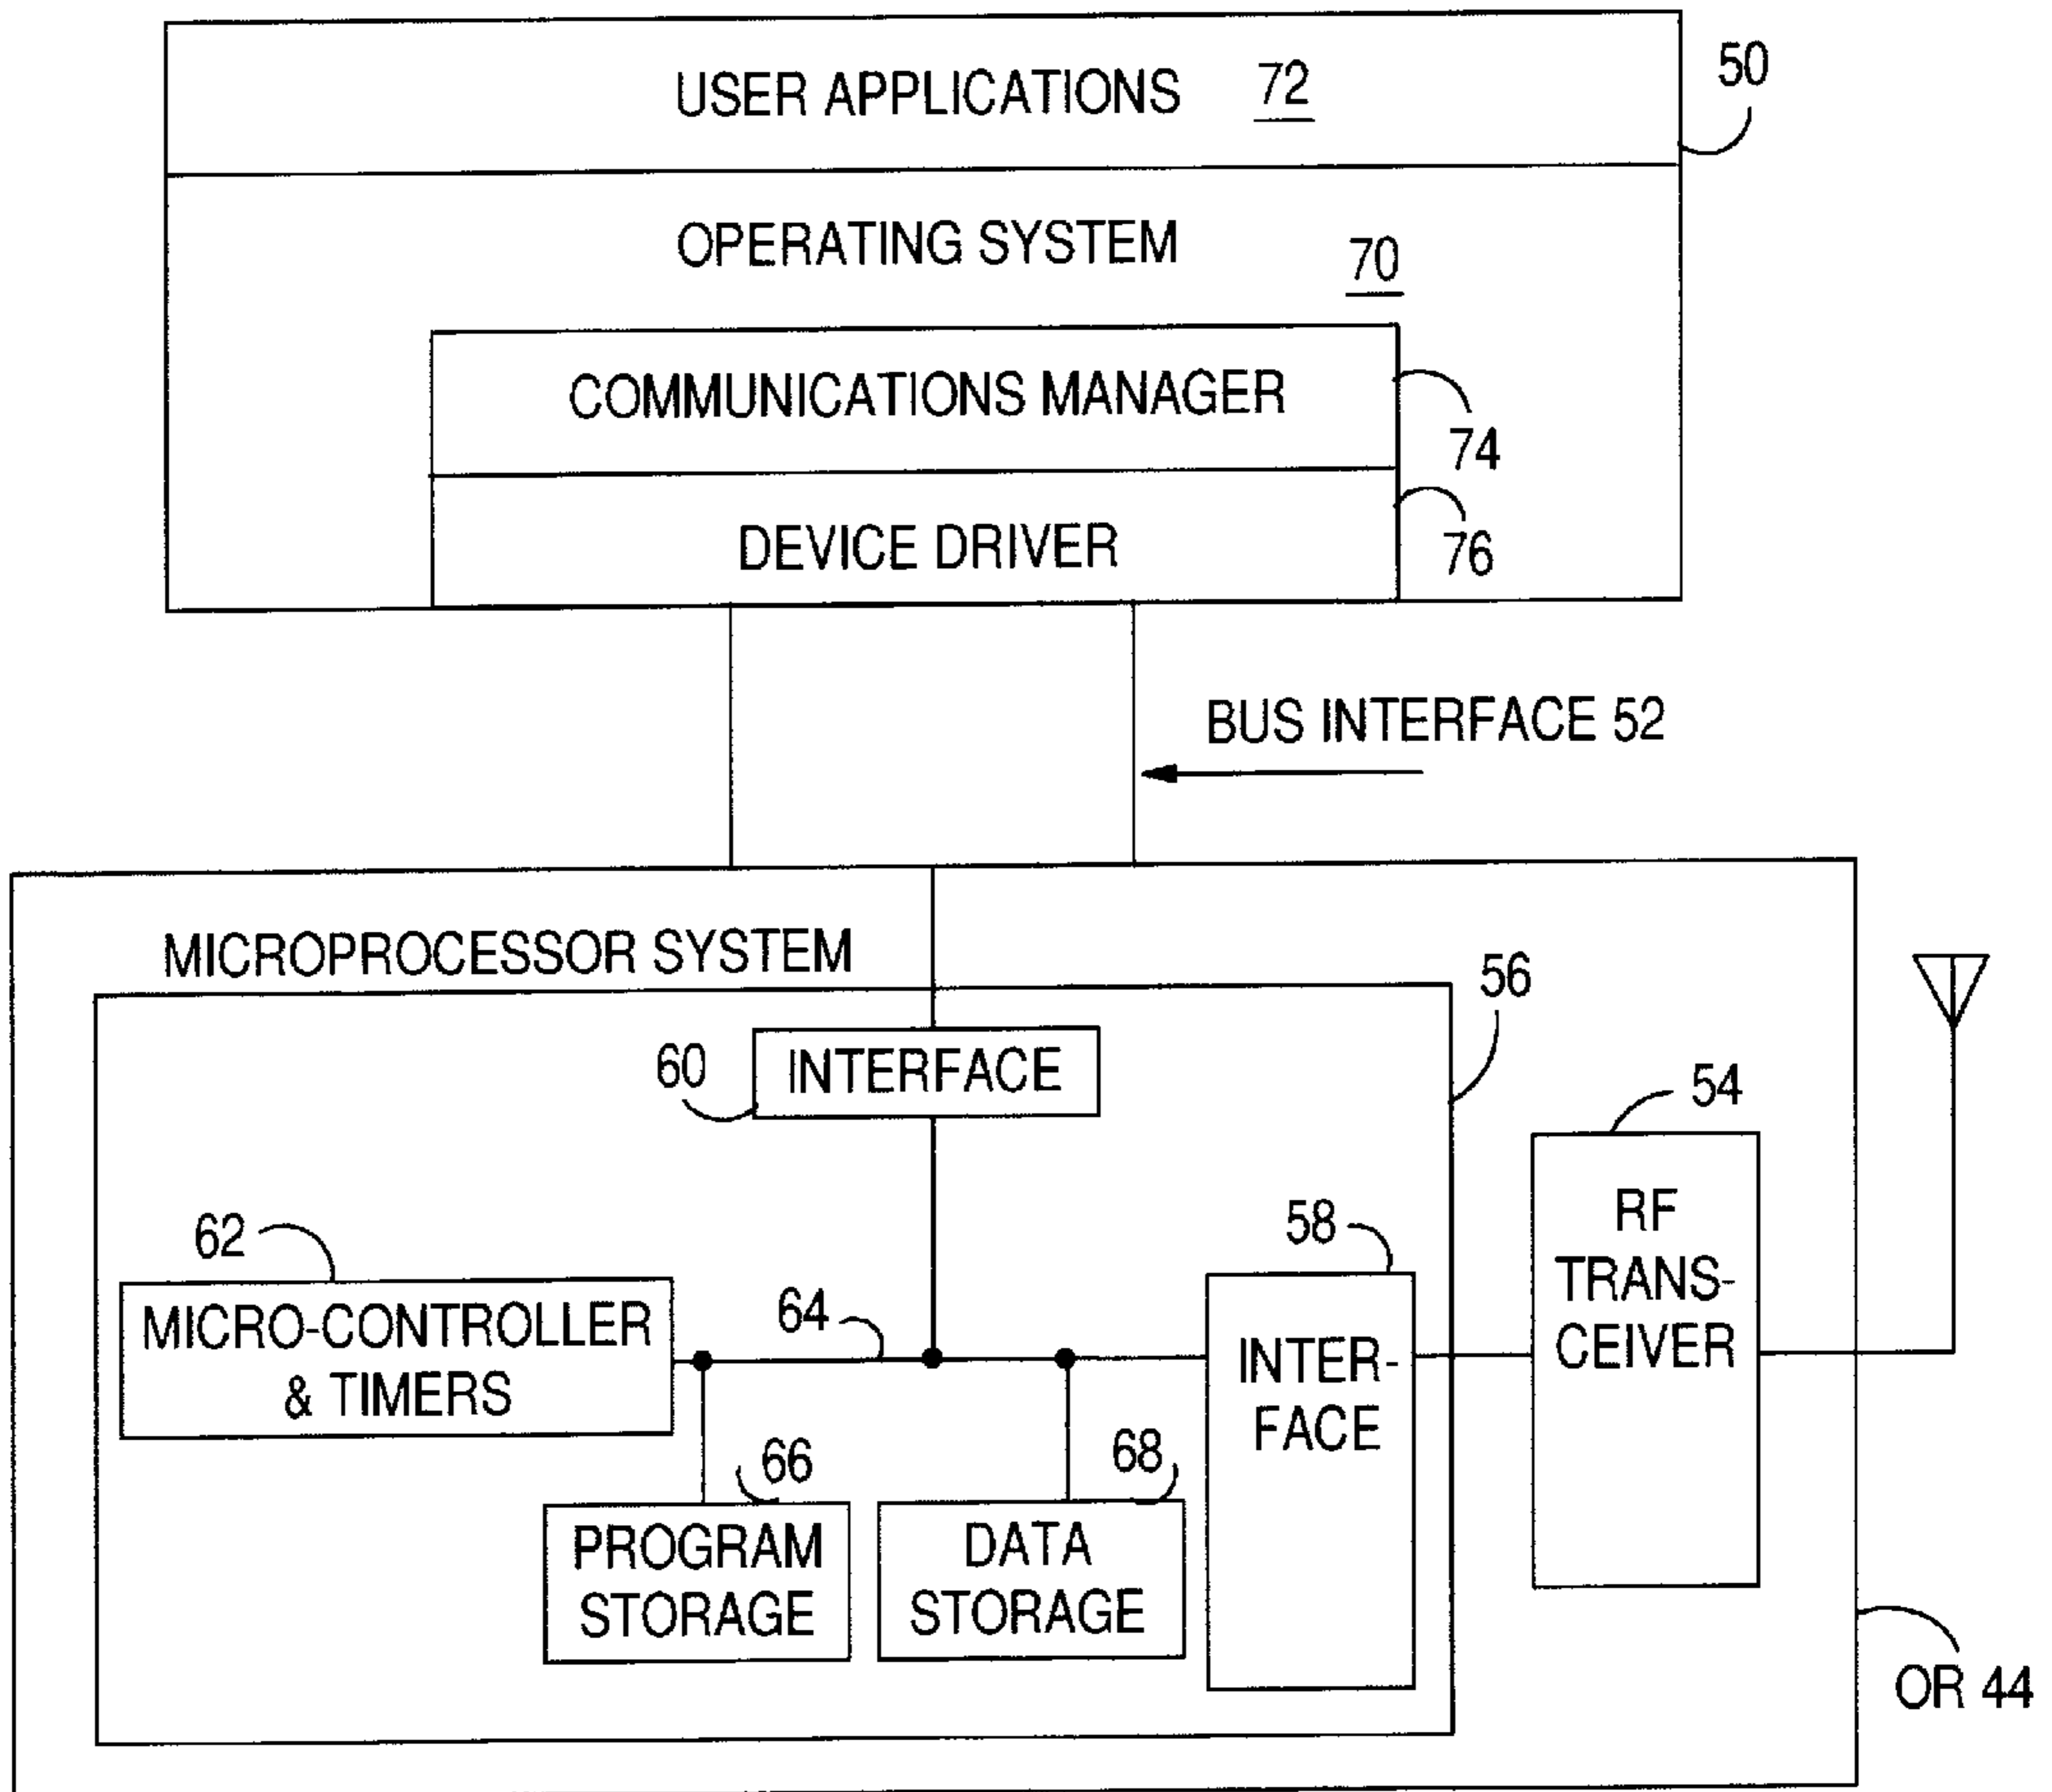 USER APPLICATIONS 72
50
OPERATING SYSTEM
70
COMMUNICATIONS MANAGER
74
DEVICE DRIVER
76
BUS INTERFACE 52
MICROPROCESSOR SYSTEM
56
60
INTERFACE
54
RF
TRANS-
CEIVER
62
MICRO-CONTROLLER
& TIMERS
64
58
INTER-
FACE
66
PROGRAM
STORAGE
68
DATA
STORAGE
OR 44